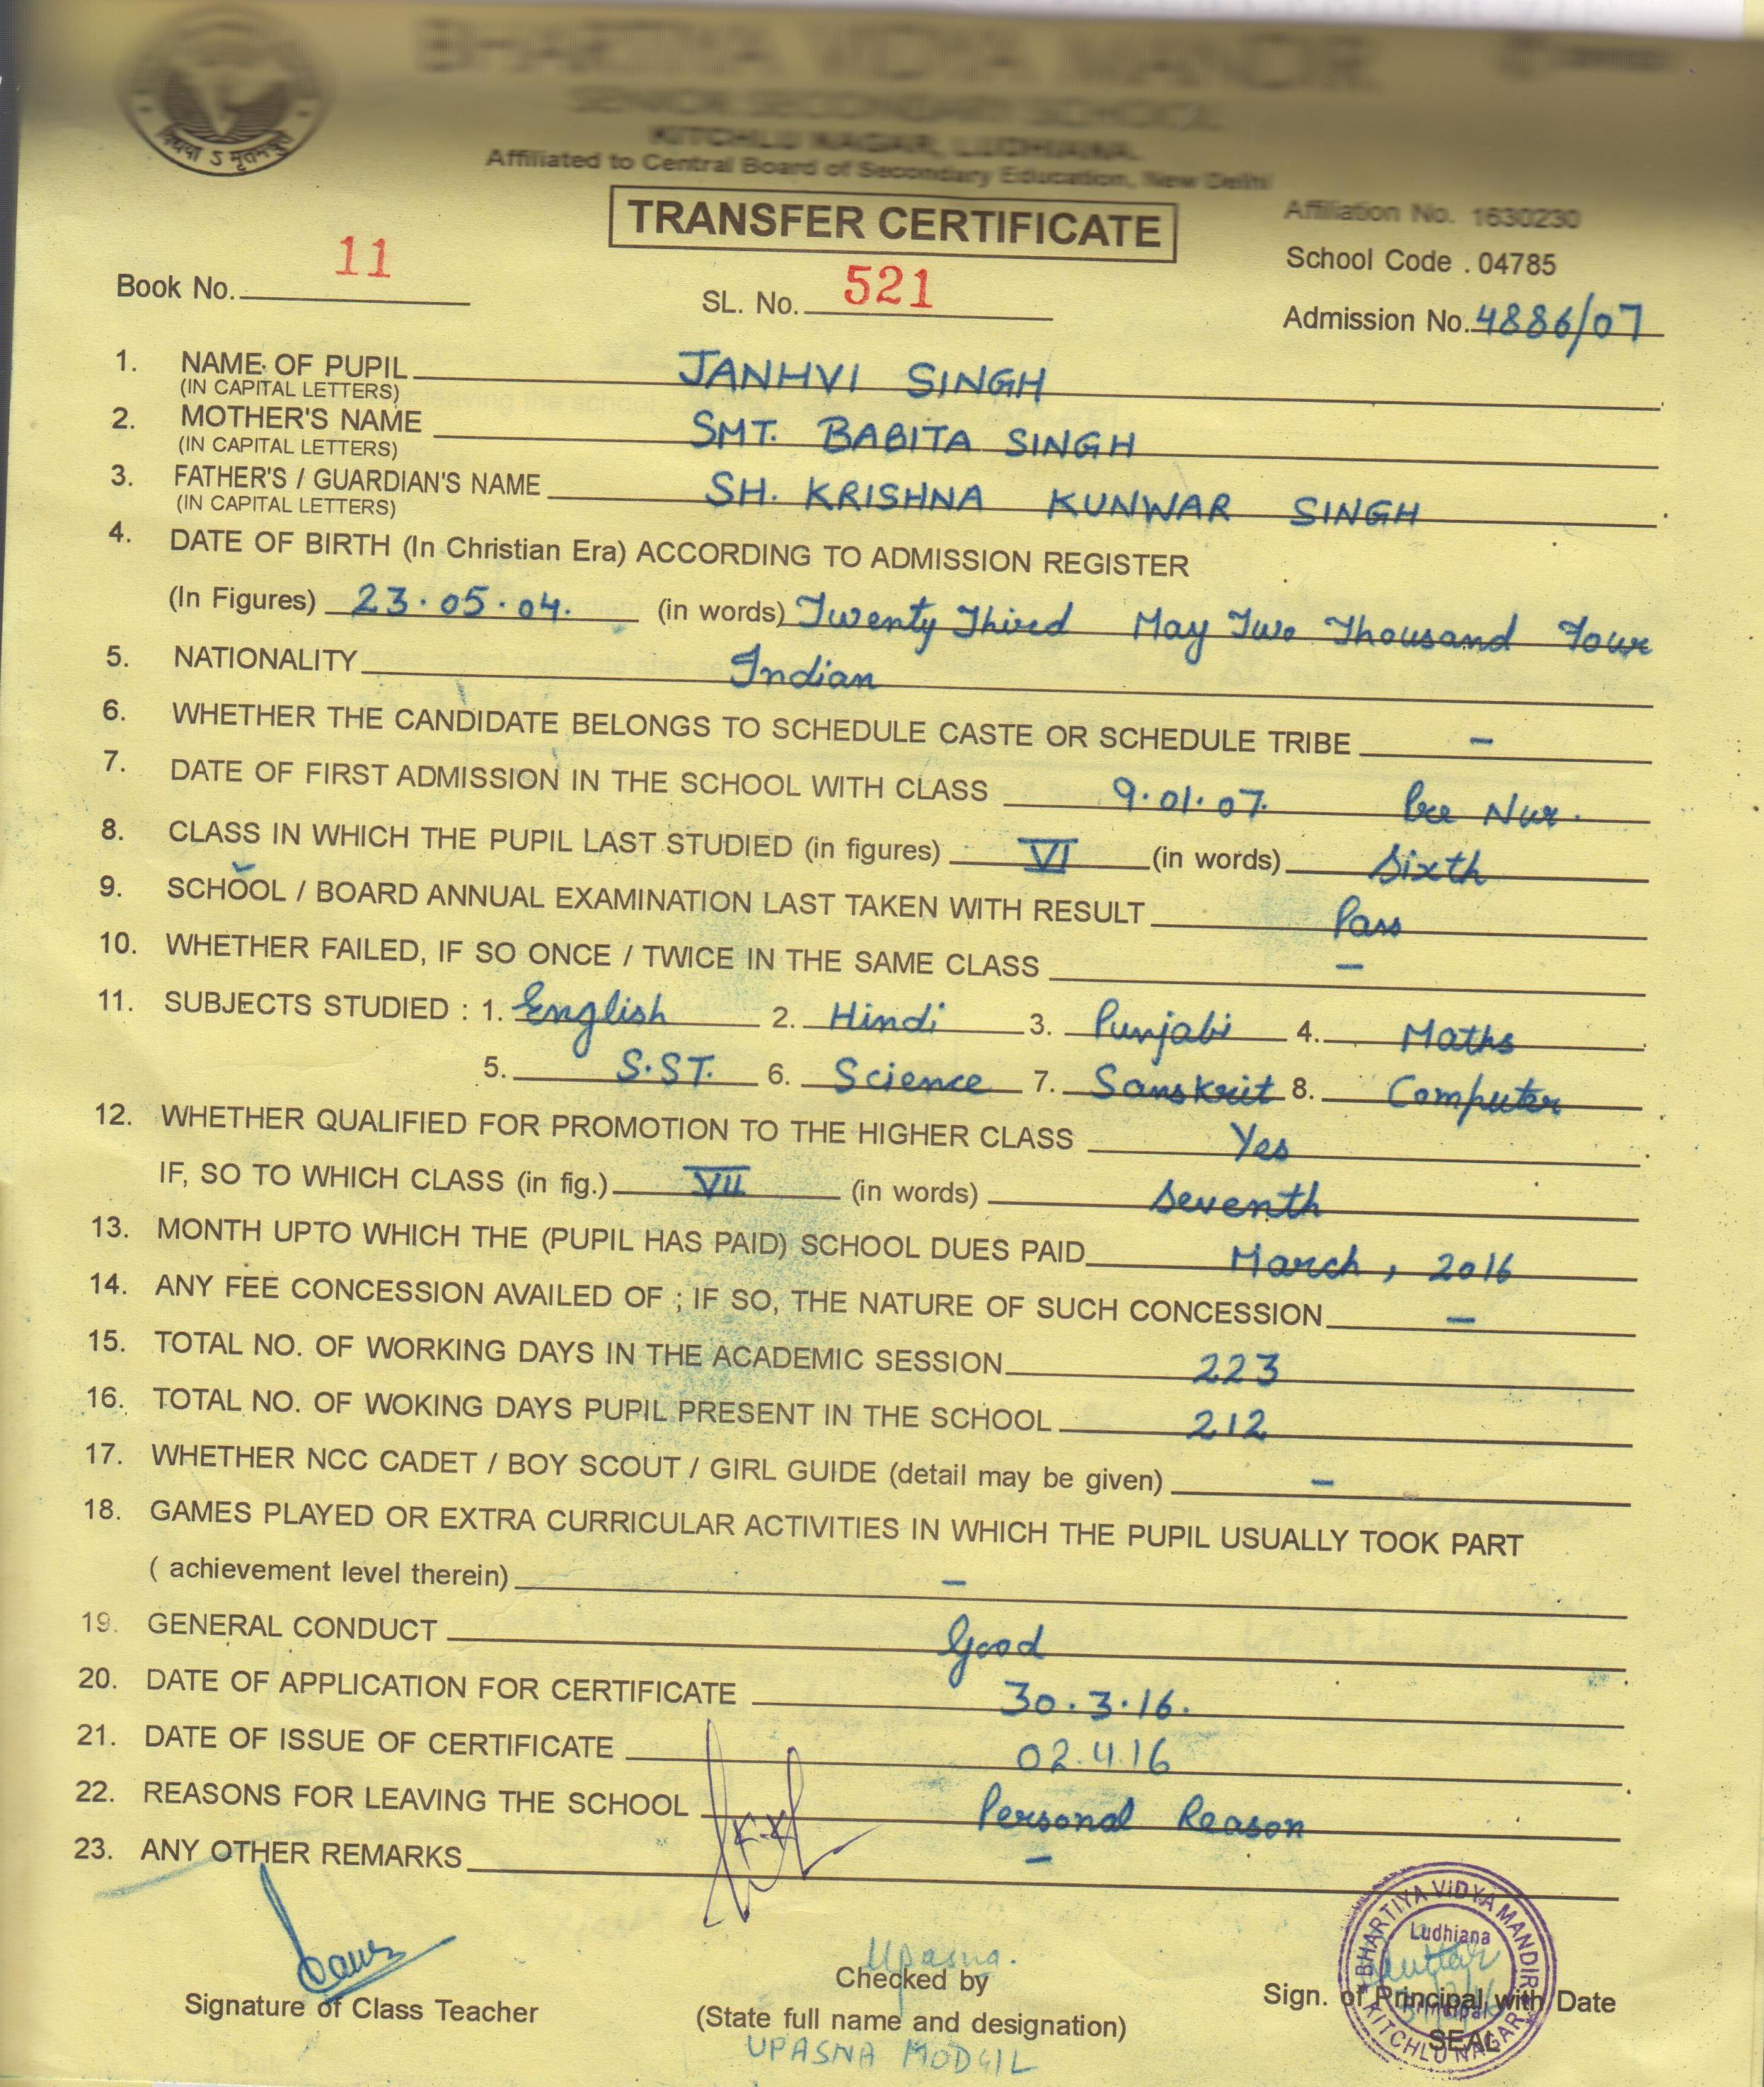 BHARTIYA VIDYA MANDIR
SENIOR SECONDARY SCHOOL
KITCHLU NAGAR, LUDHIANA.
Affiliated to Central Board of Secondary Education, New Delhi
TRANSFER CERTIFICATE
Affiliation No. 1630230
School Code . 04785
Book No. 11 SL. No. 521 Admission No. 4886/07
1. NAME OF PUPIL JANHVI SINGH
(IN CAPITAL LETTERS)
2. MOTHER'S NAME SMT. BABITA SINGH
(IN CAPITAL LETTERS)
3. FATHER'S / GUARDIAN'S NAME SH. KRISHNA KUNWAR SINGH
(IN CAPITAL LETTERS)
4. DATE OF BIRTH (In Christian Era) ACCORDING TO ADMISSION REGISTER
(In Figures) 23.05.04. (in words) Twenty Third May Two Thousand Four
5. NATIONALITY Indian
6. WHETHER THE CANDIDATE BELONGS TO SCHEDULE CASTE OR SCHEDULE TRIBE –
7. DATE OF FIRST ADMISSION IN THE SCHOOL WITH CLASS 9.01.07. Pre Nur.
8. CLASS IN WHICH THE PUPIL LAST STUDIED (in figures) VI (in words) Sixth
9. SCHOOL / BOARD ANNUAL EXAMINATION LAST TAKEN WITH RESULT Pass
10. WHETHER FAILED, IF SO ONCE / TWICE IN THE SAME CLASS –
11. SUBJECTS STUDIED : 1. English 2. Hindi 3. Punjabi 4. Maths
5. S.ST. 6. Science 7. Sanskrit 8. Computer
12. WHETHER QUALIFIED FOR PROMOTION TO THE HIGHER CLASS Yes
IF, SO TO WHICH CLASS (in fig.) VII (in words) Seventh
13. MONTH UPTO WHICH THE (PUPIL HAS PAID) SCHOOL DUES PAID March, 2016
14. ANY FEE CONCESSION AVAILED OF ; IF SO, THE NATURE OF SUCH CONCESSION –
15. TOTAL NO. OF WORKING DAYS IN THE ACADEMIC SESSION 223
16. TOTAL NO. OF WOKING DAYS PUPIL PRESENT IN THE SCHOOL 212
17. WHETHER NCC CADET / BOY SCOUT / GIRL GUIDE (detail may be given) –
18. GAMES PLAYED OR EXTRA CURRICULAR ACTIVITIES IN WHICH THE PUPIL USUALLY TOOK PART
( achievement level therein) –
19. GENERAL CONDUCT Good
20. DATE OF APPLICATION FOR CERTIFICATE 30.3.16.
21. DATE OF ISSUE OF CERTIFICATE 02.4.16
22. REASONS FOR LEAVING THE SCHOOL Personal Reason
23. ANY OTHER REMARKS –
Upasna.
Signature of Class Teacher
Checked by
(State full name and designation)
UPASNA MODGIL
BHARTIYA VIDYA MANDIR
Ludhiana
Principal
KITCHLU NAGAR
Sign. of Principal with Date
SEAL